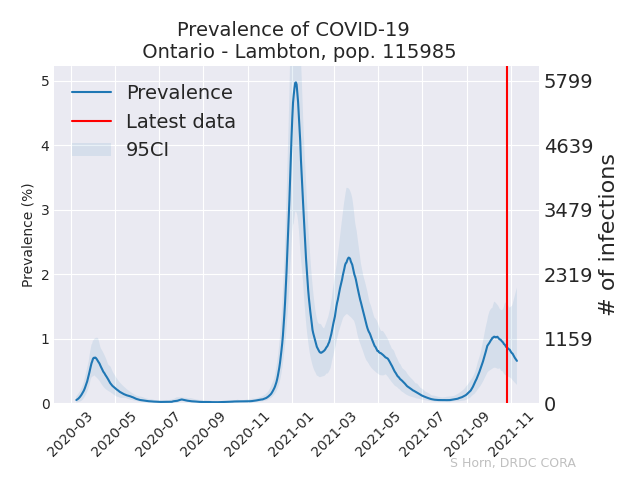 Prevalence of COVID-19
Ontario - Lambton, pop. 115985
Prevalence
Latest data
95CI
Prevalence (%)
5
4
3
2
1
0
5799
4639
3479
2319
1159
0
# of infections
2020-03
2020-05
2020-07
2020-09
2020-11
2021-01
2021-03
2021-05
2021-07
2021-09
2021-11
S Horn, DRDC CORA